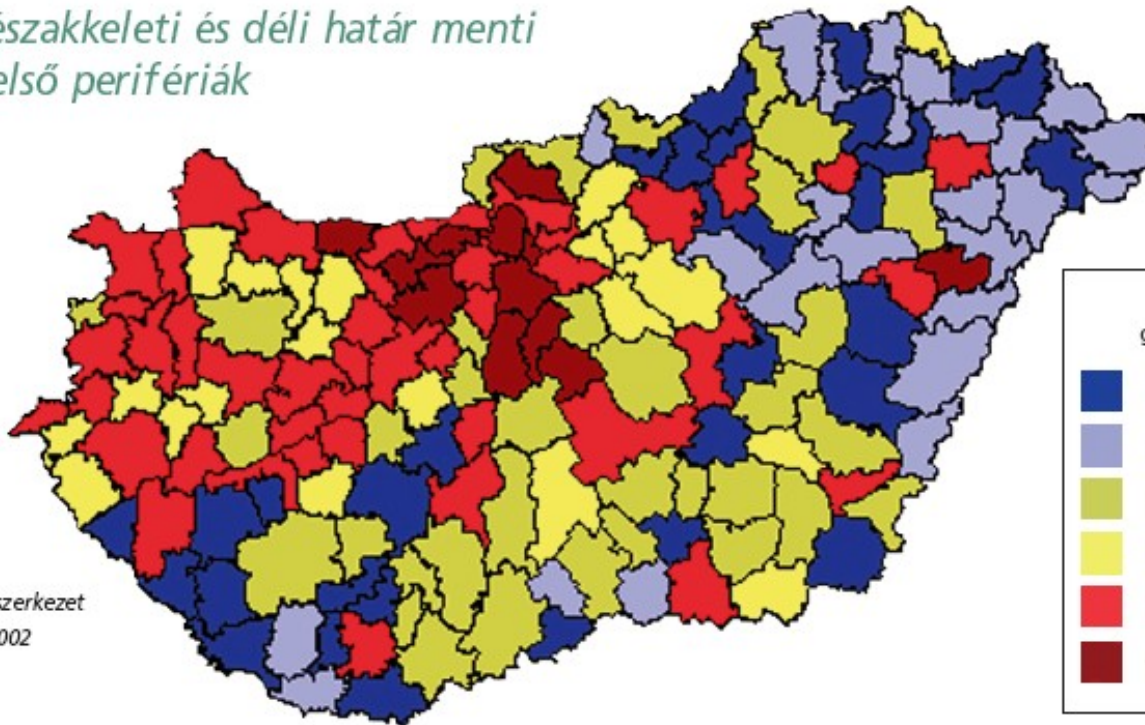 északkeleti és déli határ menti
első perifériák
szerkezet
002